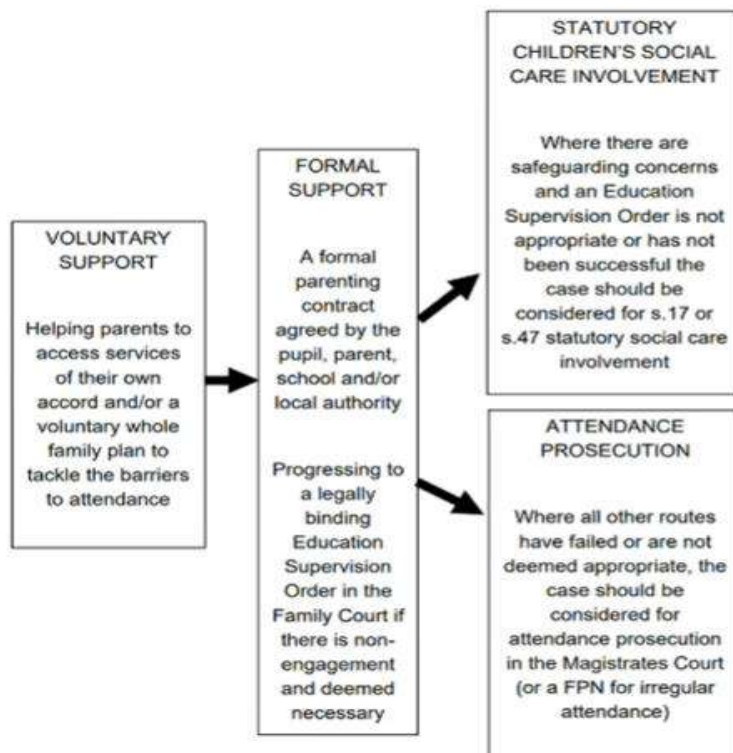 VOLUNTARY
SUPPORT
Helping parents to
access services
of their own
accord and/or a
voluntary whole
family plan to
tackle the barriers
to attendance
FORMAL
SUPPORT
A formal
parenting
contract
agreed by the
pupil, parent,
school and/or
local authority
Progressing to
a legally
binding
Education
Supervision
Order in the
Family Court if
there is non-
engagement
and deemed
necessary
STATUTORY
CHILDREN'S SOCIAL
CARE INVOLVEMENT
Where there are
safeguarding concerns
and an Education
Supervision Order is not
appropriate or has not
been successful the
case should be
considered for s.17 or
s.47 statutory social care
involvement
ATTENDANCE
PROSECUTION
Where all other routes
have failed or are not
deemed appropriate, the
case should be
considered for
attendance prosecution
in the Magistrates Court
(or a FPN for irregular
attendance)